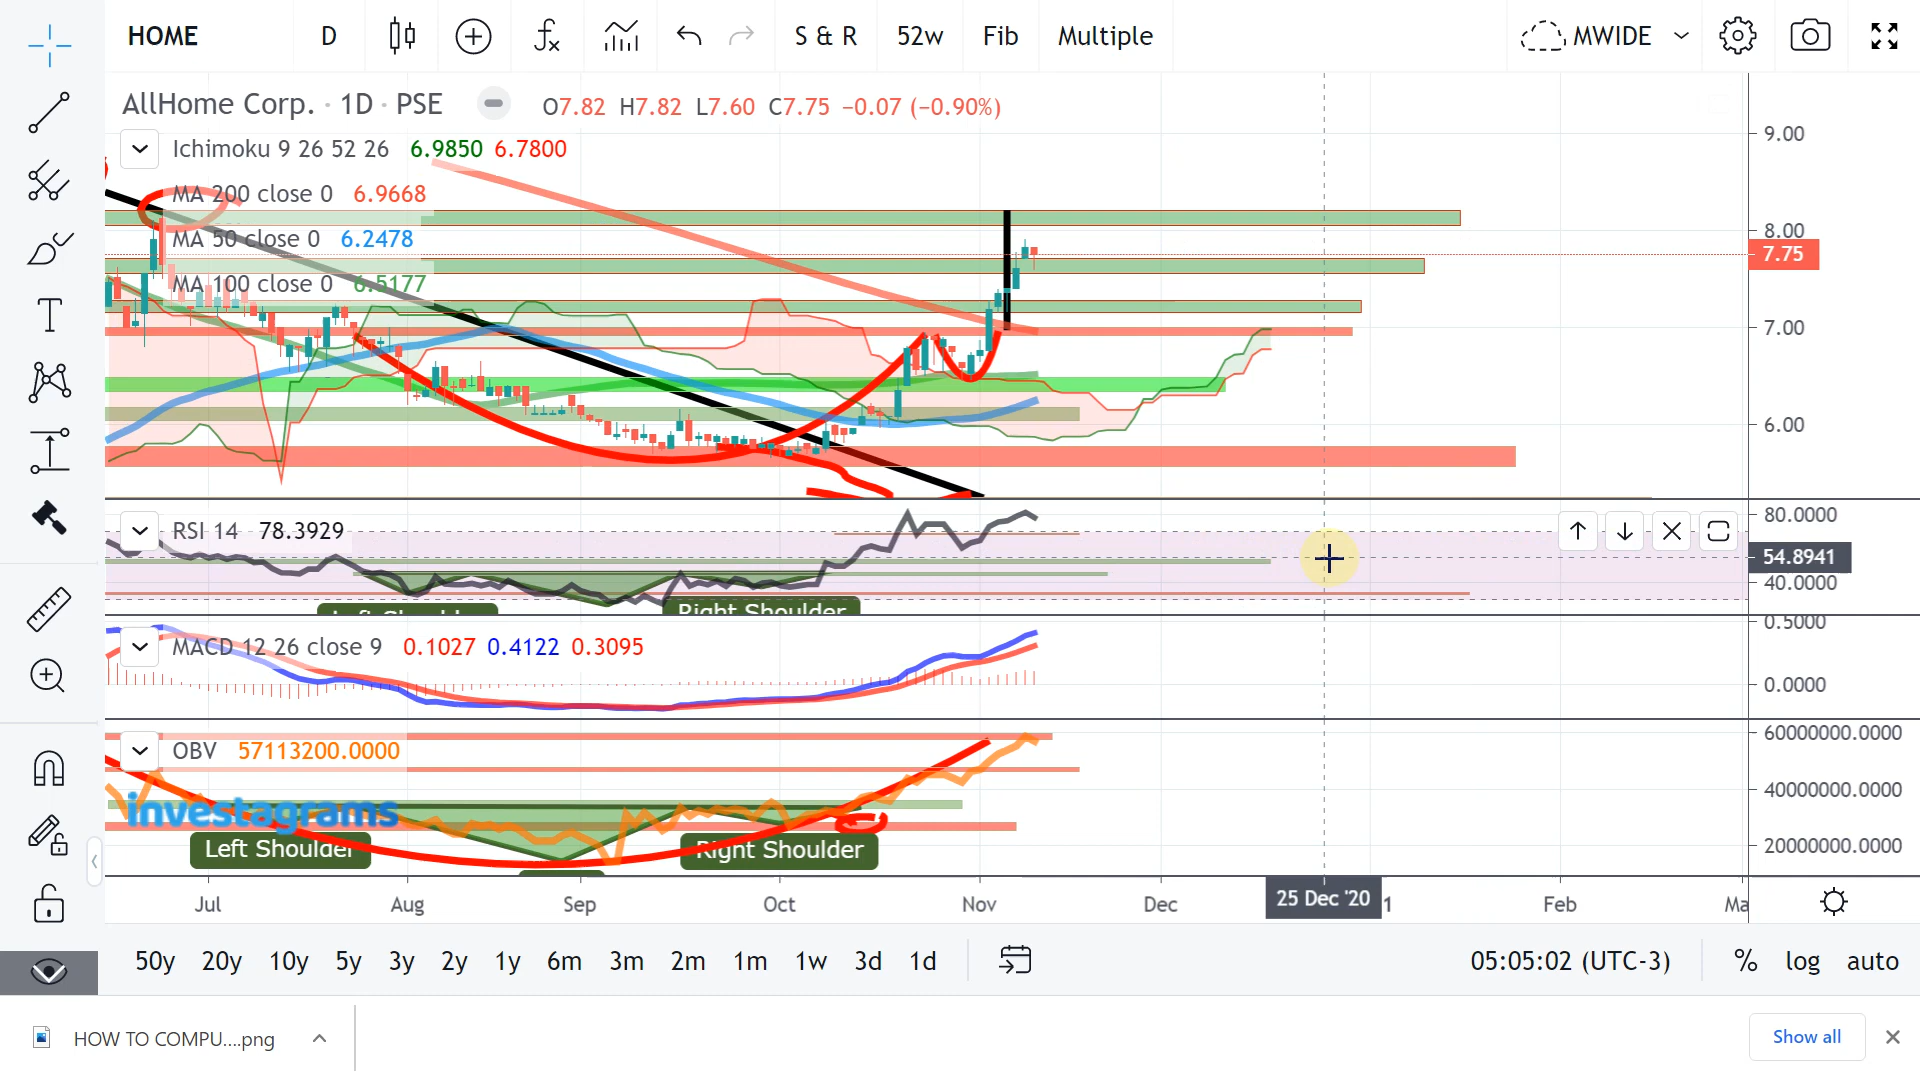 HOME D S & R 52w Fib Multiple MWIDE
AllHome Corp. · 1D · PSE O7.82 H7.82 L7.60 C7.75 −0.07 (−0.90%)
Ichimoku 9 26 52 26 6.9850 6.7800
MA 200 close 0 6.9668
MA 50 close 0 6.2478
MA 100 close 0 6.5177
9.00
8.00
7.75
7.00
6.00
RSI 14 78.3929
80.0000
54.8941
40.0000
Right Shoulder
MACD 12 26 close 9 0.1027 0.4122 0.3095
0.5000
0.0000
OBV 57113200.0000
60000000.0000
40000000.0000
20000000.0000
investagrams
Left Shoulder
Right Shoulder
Jul Aug Sep Oct Nov Dec 25 Dec '20 1 Feb Ma
50y 20y 10y 5y 3y 2y 1y 6m 3m 2m 1m 1w 3d 1d 05:05:02 (UTC-3) % log auto
HOW TO COMPU....png
Show all